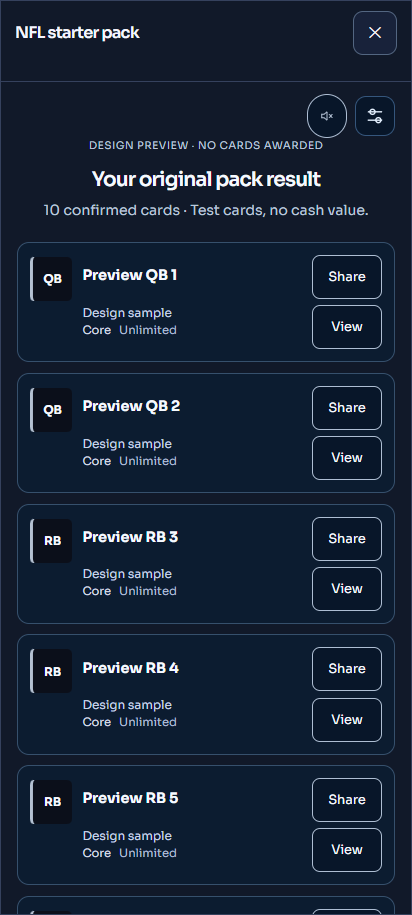 NFL starter pack
DESIGN PREVIEW · NO CARDS AWARDED
Your original pack result
10 confirmed cards · Test cards, no cash value.
QB
Preview QB 1
Share
Design sample
Core Unlimited
View
QB
Preview QB 2
Share
Design sample
Core Unlimited
View
RB
Preview RB 3
Share
Design sample
Core Unlimited
View
RB
Preview RB 4
Share
Design sample
Core Unlimited
View
RB
Preview RB 5
Share
Design sample
Core Unlimited
View